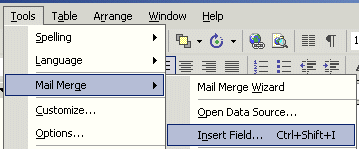 Tools Table Arrange Window Help
Spelling
Language
Mail Merge
Mail Merge Wizard
Customize...
Open Data Source...
Options...
Insert Field... Ctrl+Shift+I